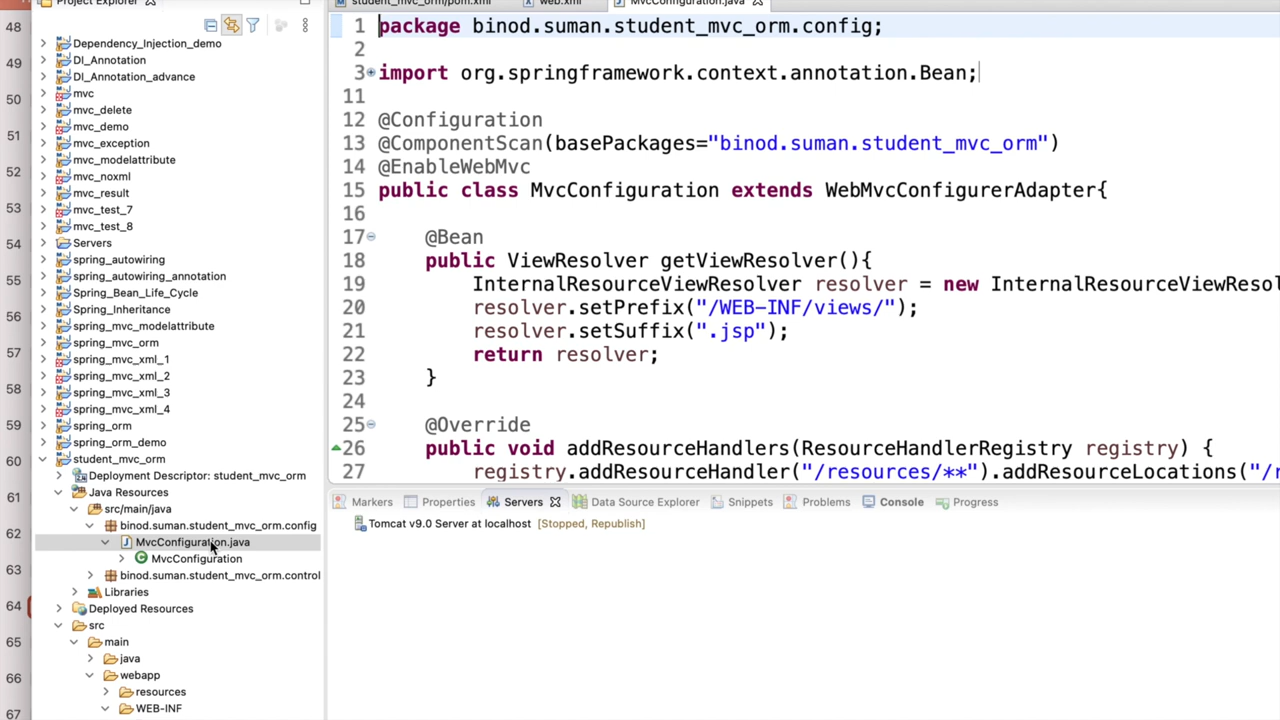 Project Explorer
student_mvc_orm/pom.xml
web.xml
MvcConfiguration.java
48
49
50
51
52
53
54
55
56
57
58
59
60
61
62
63
64
65
66
67
Dependency_Injection_demo
DI_Annotation
DI_Annotation_advance
mvc
mvc_delete
mvc_demo
mvc_exception
mvc_modelattribute
mvc_noxml
mvc_result
mvc_test_7
mvc_test_8
Servers
spring_autowiring
spring_autowiring_annotation
Spring_Bean_Life_Cycle
Spring_Inheritance
spring_mvc_modelattribute
spring_mvc_orm
spring_mvc_xml_1
spring_mvc_xml_2
spring_mvc_xml_3
spring_mvc_xml_4
spring_orm
spring_orm_demo
student_mvc_orm
Deployment Descriptor: student_mvc_orm
Java Resources
src/main/java
binod.suman.student_mvc_orm.config
MvcConfiguration.java
MvcConfiguration
binod.suman.student_mvc_orm.control
Libraries
Deployed Resources
src
main
java
webapp
resources
WEB-INF
1 package binod.suman.student_mvc_orm.config;
2
3 import org.springframework.context.annotation.Bean;
11
12 @Configuration
13 @ComponentScan(basePackages="binod.suman.student_mvc_orm")
14 @EnableWebMvc
15 public class MvcConfiguration extends WebMvcConfigurerAdapter{
16
17 @Bean
18 public ViewResolver getViewResolver(){
19 InternalResourceViewResolver resolver = new InternalResourceViewResol
20 resolver.setPrefix("/WEB-INF/views/");
21 resolver.setSuffix(".jsp");
22 return resolver;
23 }
24
25 @Override
26 public void addResourceHandlers(ResourceHandlerRegistry registry) {
27 registry.addResourceHandler("/resources/**").addResourceLocations("/r
Markers Properties Servers Data Source Explorer Snippets Problems Console Progress
Tomcat v9.0 Server at localhost [Stopped, Republish]